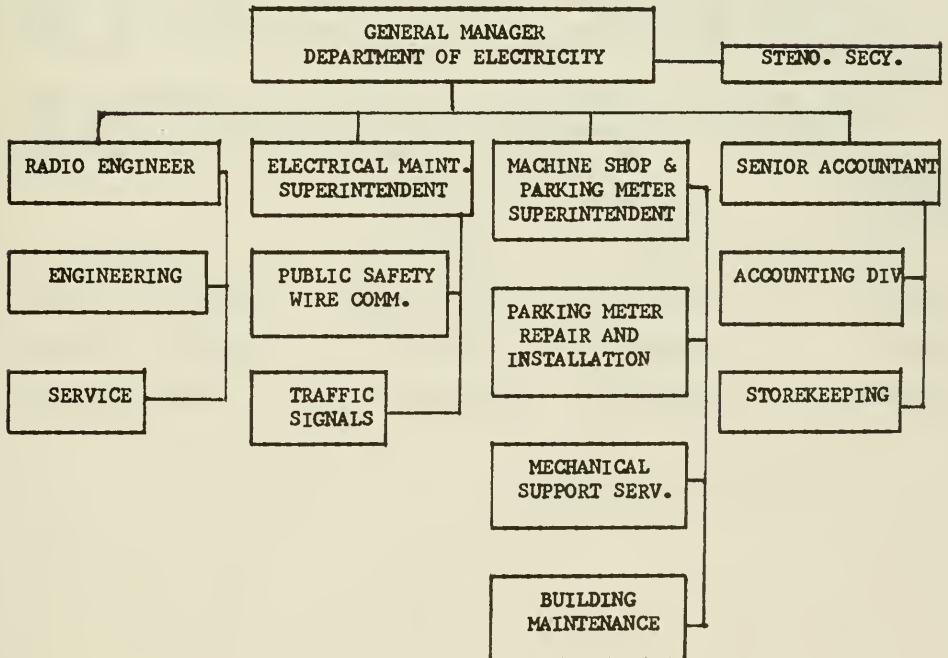 GENERAL MANAGER
DEPARTMENT OF ELECTRICITY
STENO. SECY.
RADIO ENGINEER
ELECTRICAL MAINT.
SUPERINTENDENT
MACHINE SHOP &
PARKING METER
SUPERINTENDENT
SENIOR ACCOUNTANT
ENGINEERING
PUBLIC SAFETY
WIRE COMM.
PARKING METER
REPAIR AND
INSTALLATION
ACCOUNTING DIV
SERVICE
TRAFFIC
SIGNALS
STOREKEEPING
MECHANICAL
SUPPORT SERV.
BUILDING
MAINTENANCE